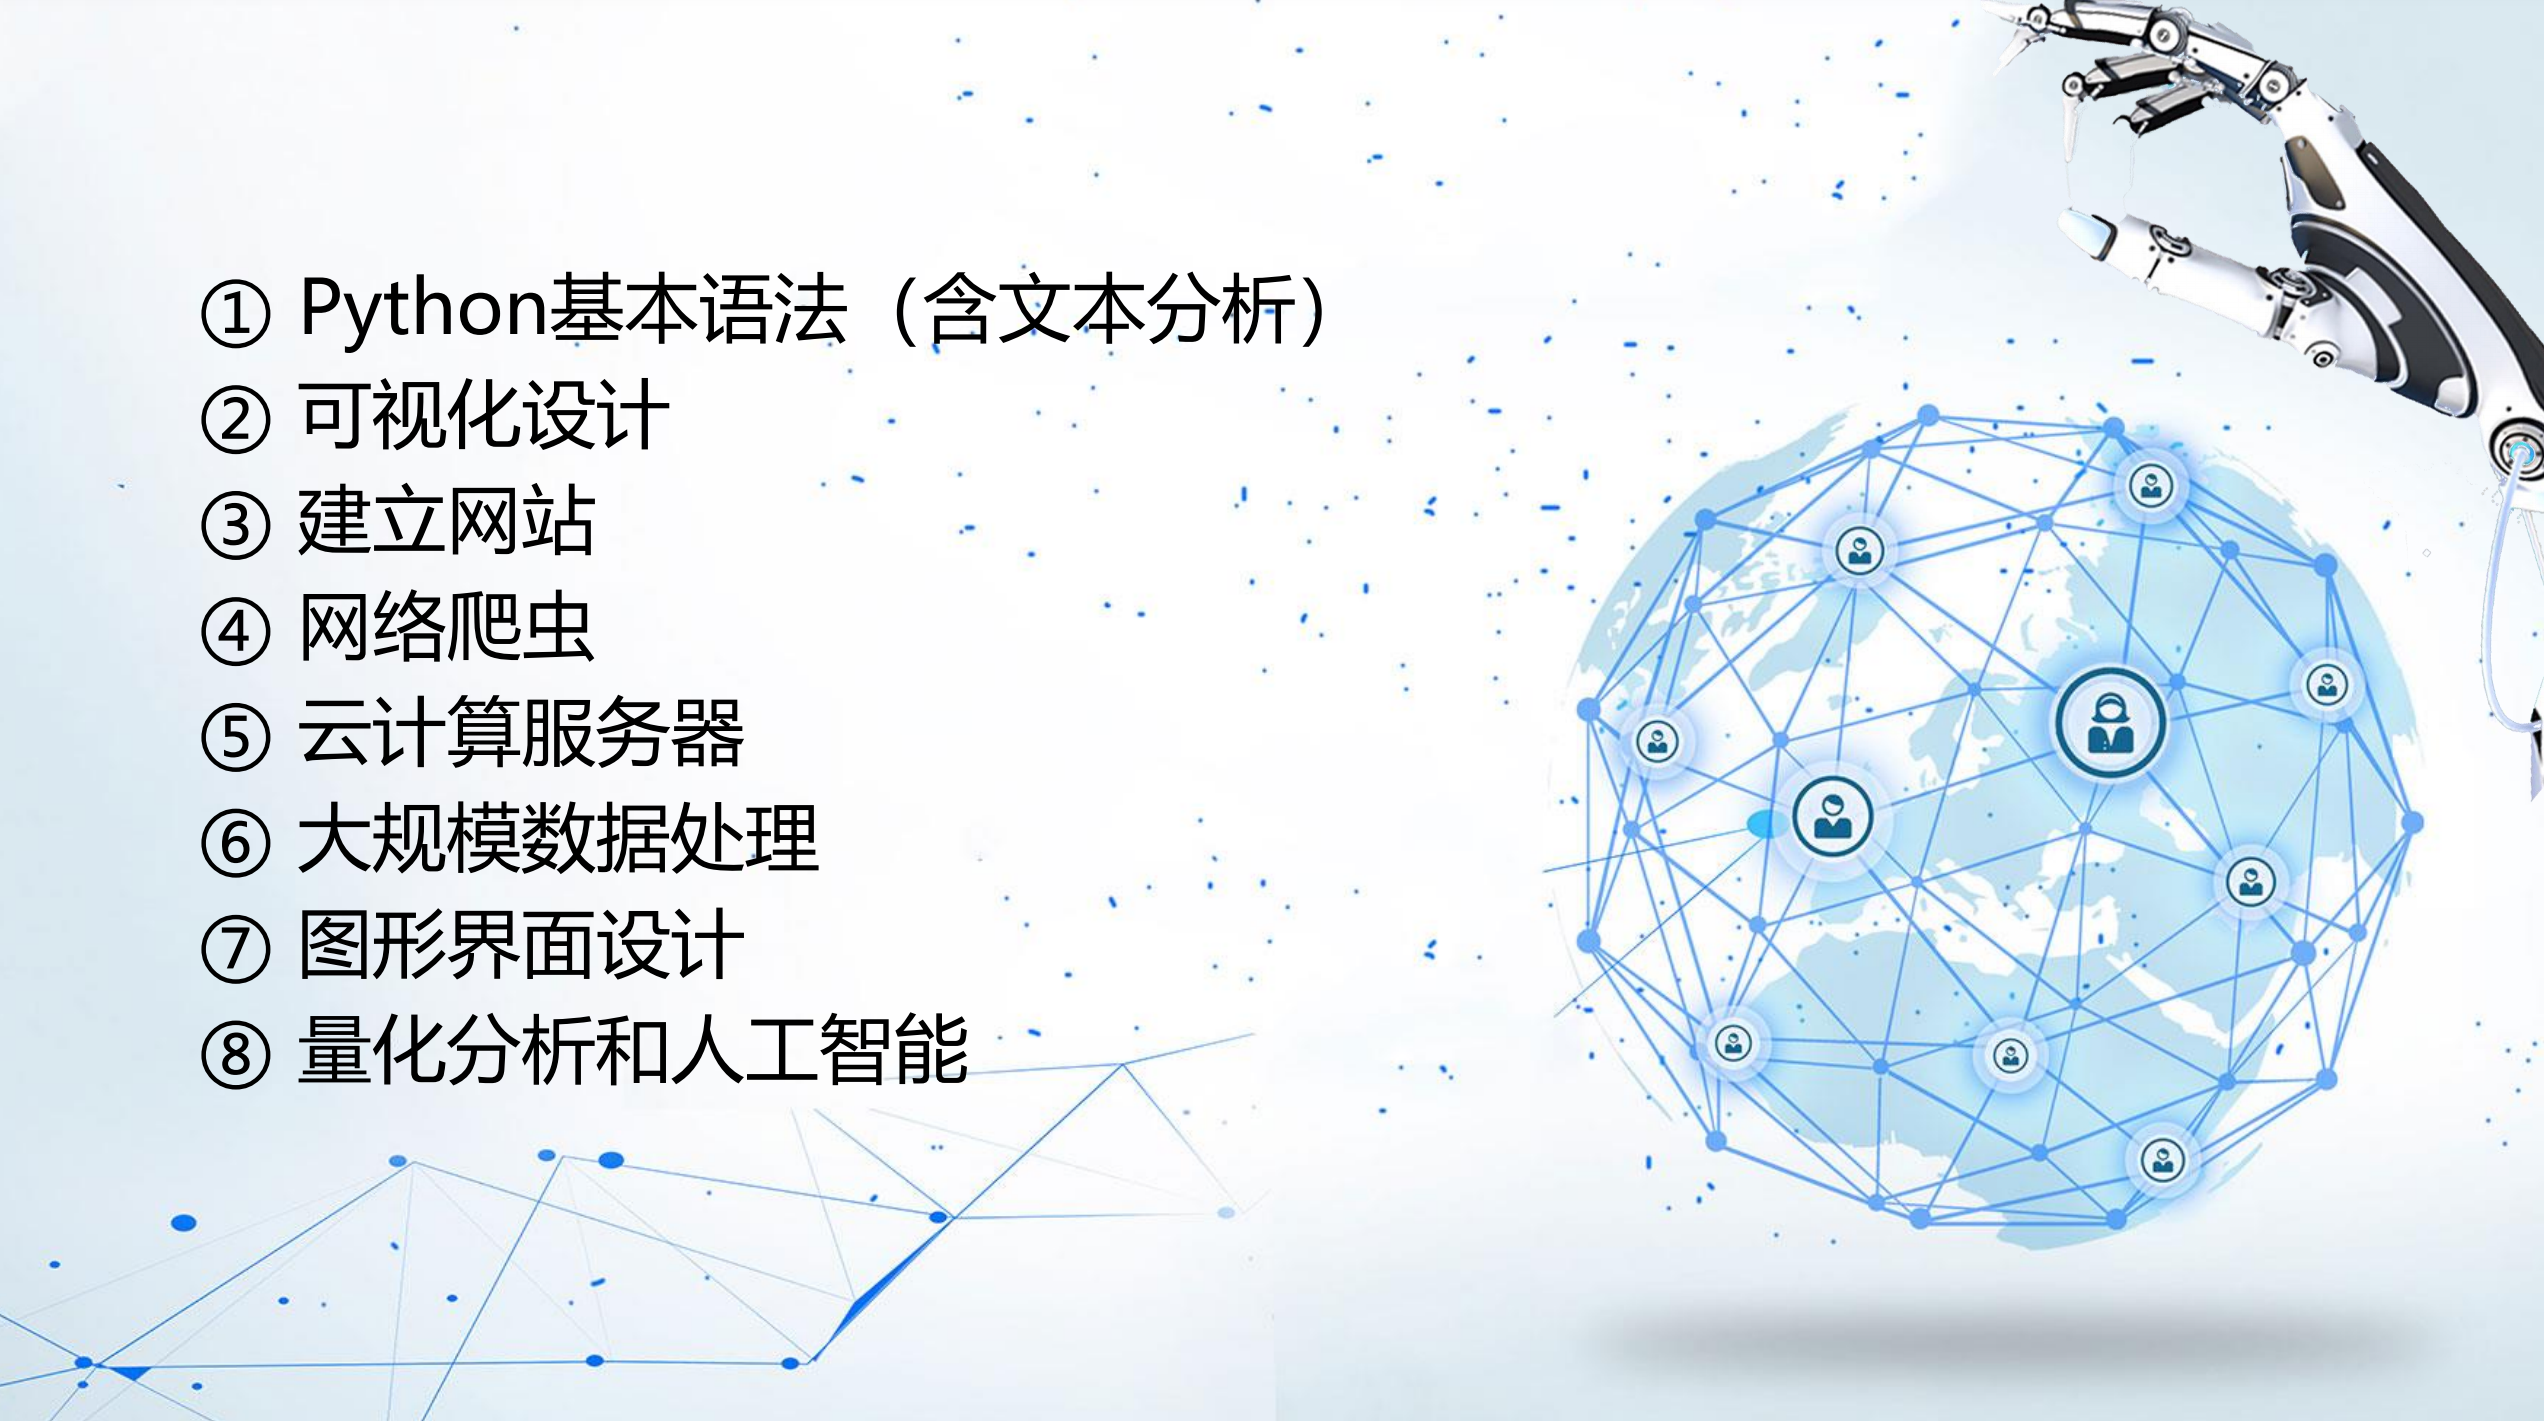 ① Python基本语法（含文本分析）
② 可视化设计
③ 建立网站
④ 网络爬虫
⑤ 云计算服务器
⑥ 大规模数据处理
⑦ 图形界面设计
⑧ 量化分析和人工智能